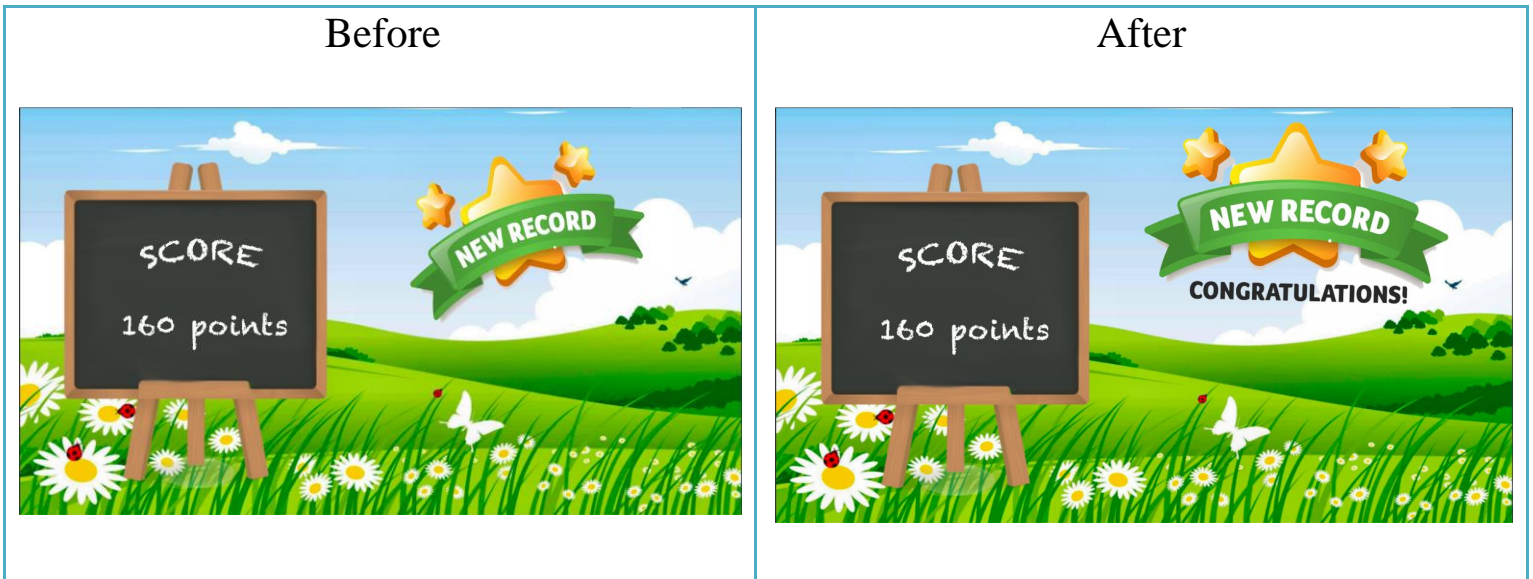 Before
NEW RECORD
SCORE
160 points
After
NEW RECORD
SCORE
CONGRATULATIONS!
160 points